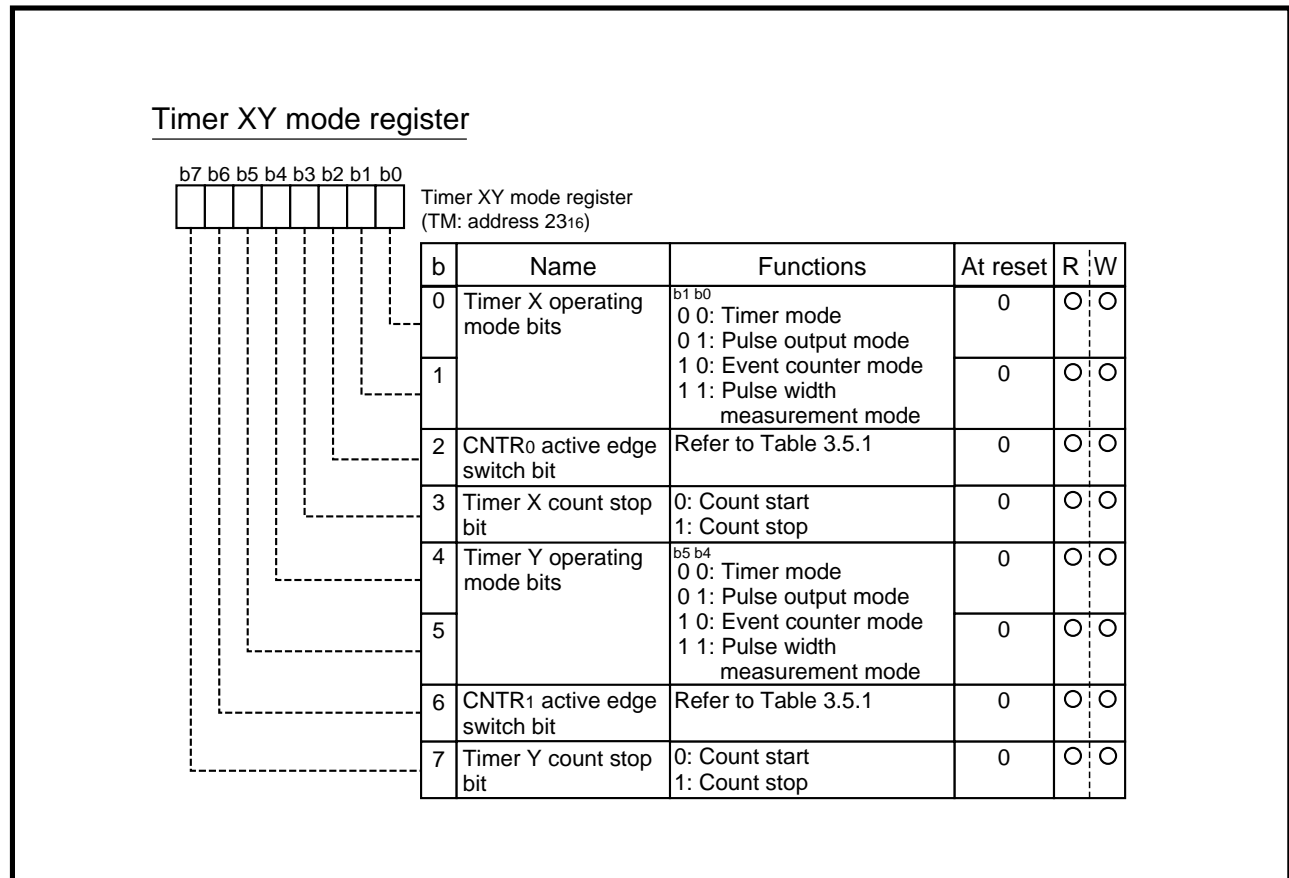 Timer XY mode register
b7 b6 b5 b4 b3 b2 b1 b0
Timer XY mode register
(TM: address 2316)
b Name Functions At reset R W
0 Timer X operating mode bits b1 b0 0 ○ ○
0 0: Timer mode
0 1: Pulse output mode
1 0: Event counter mode
1 1 1: Pulse width 0 ○ ○
measurement mode
2 CNTR0 active edge Refer to Table 3.5.1 0 ○ ○
switch bit
3 Timer X count stop 0: Count start 0 ○ ○
bit 1: Count stop
4 Timer Y operating mode bits b5 b4 0 ○ ○
0 0: Timer mode
0 1: Pulse output mode
1 0: Event counter mode
5 1 1: Pulse width 0 ○ ○
measurement mode
6 CNTR1 active edge Refer to Table 3.5.1 0 ○ ○
switch bit
7 Timer Y count stop 0: Count start 0 ○ ○
bit 1: Count stop